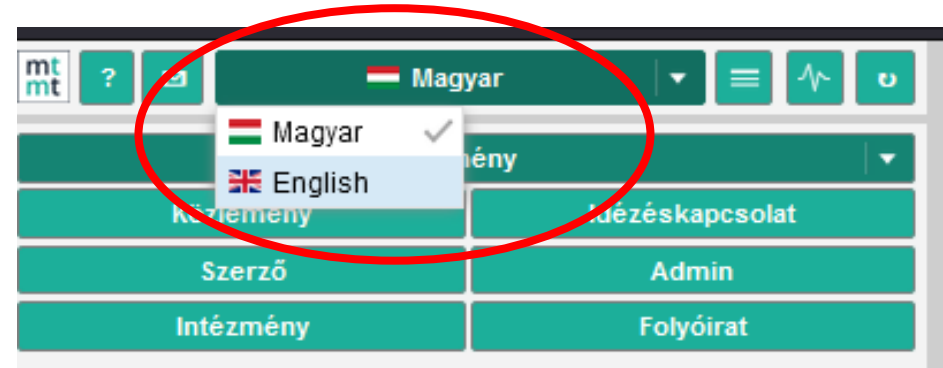 mt ? Magyar
mt
Magyar
ény
English
Közlemény Idézéskapcsolat
Szerző Admin
Intézmény Folyóirat